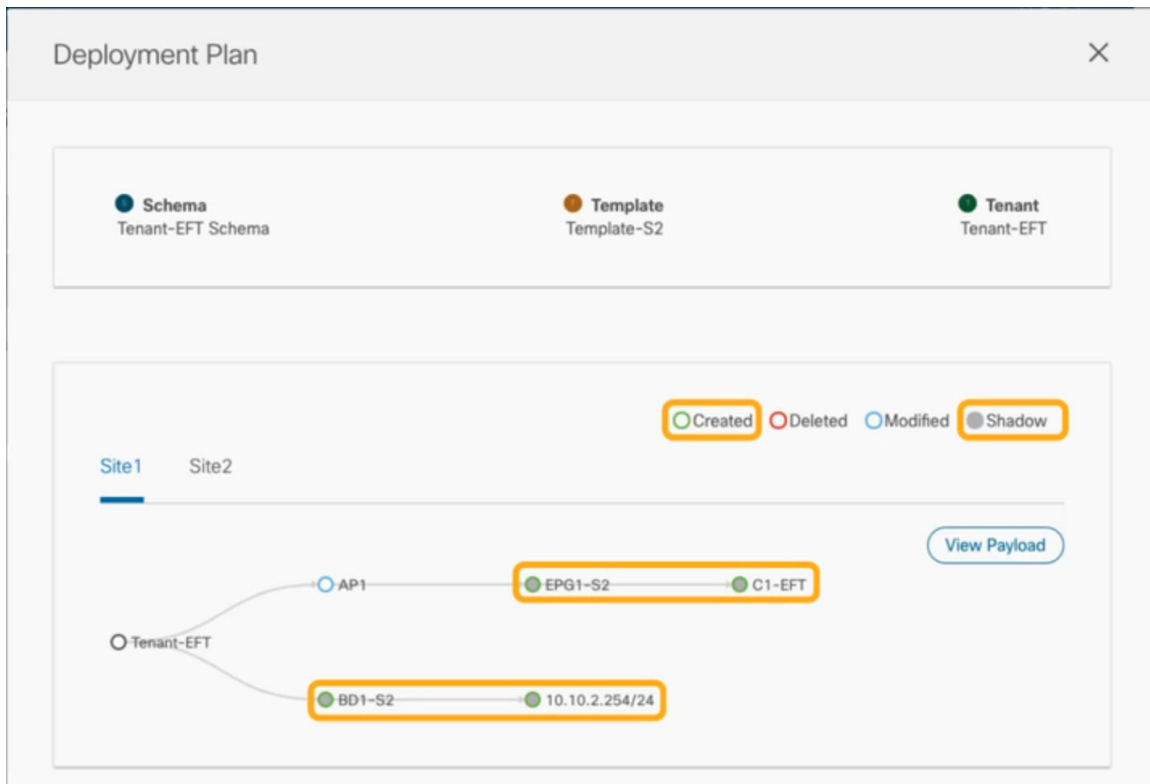 Deployment Plan
Schema
Tenant-EFT Schema
Template
Template-S2
Tenant
Tenant-EFT
Created Deleted Modified Shadow
Site1 Site2
View Payload
AP1 EPG1-S2 C1-EFT
Tenant-EFT
BD1-S2 10.10.2.254/24